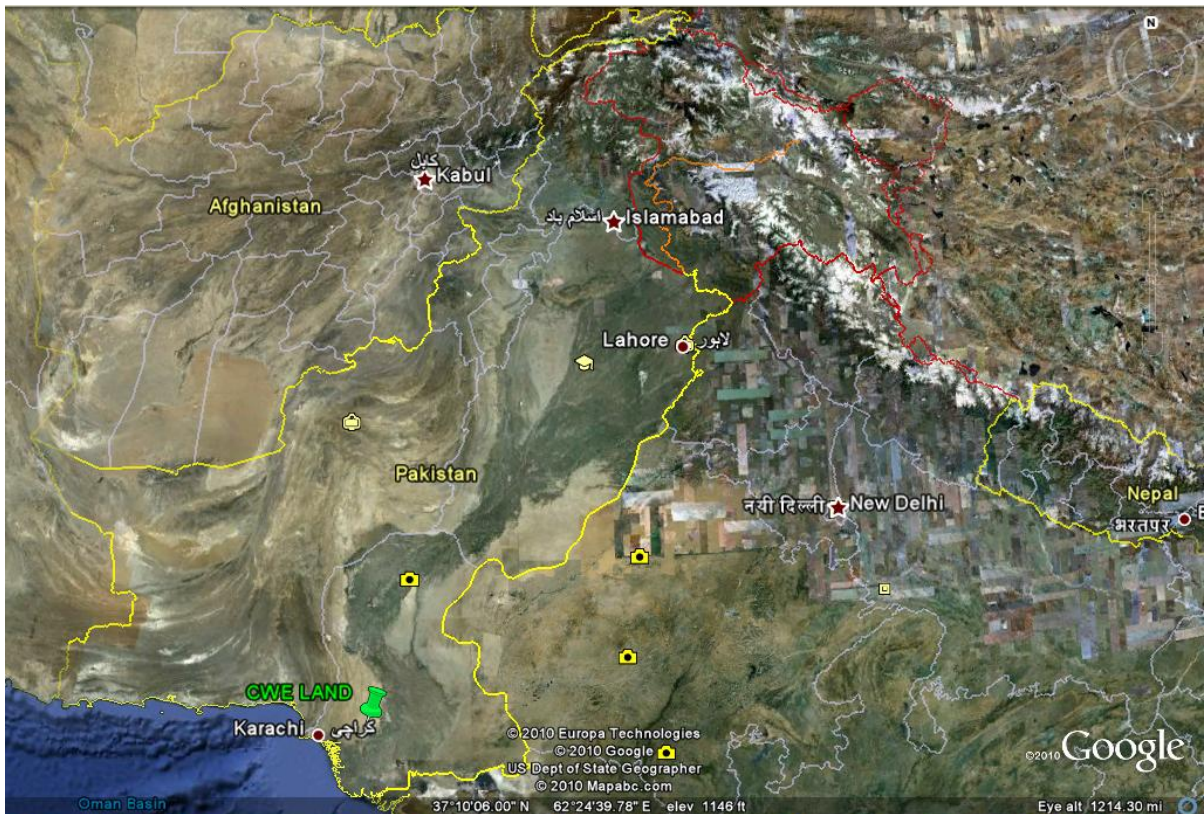 N
کابل
Kabul
Afghanistan
اسلام باد Islamabad
Lahore لاہور
Pakistan
नयी दिल्ली New Delhi
Nepal
भरतपर
CWE LAND
Karachi کراچی
© 2010 Europa Technologies
© 2010 Google
US Dept of State Geographer
© 2010 Mapabc.com
©2010 Google
Oman Basin
37°10'06.00" N 62°24'39.78" E elev 1146 ft
Eye alt 1214.30 mi